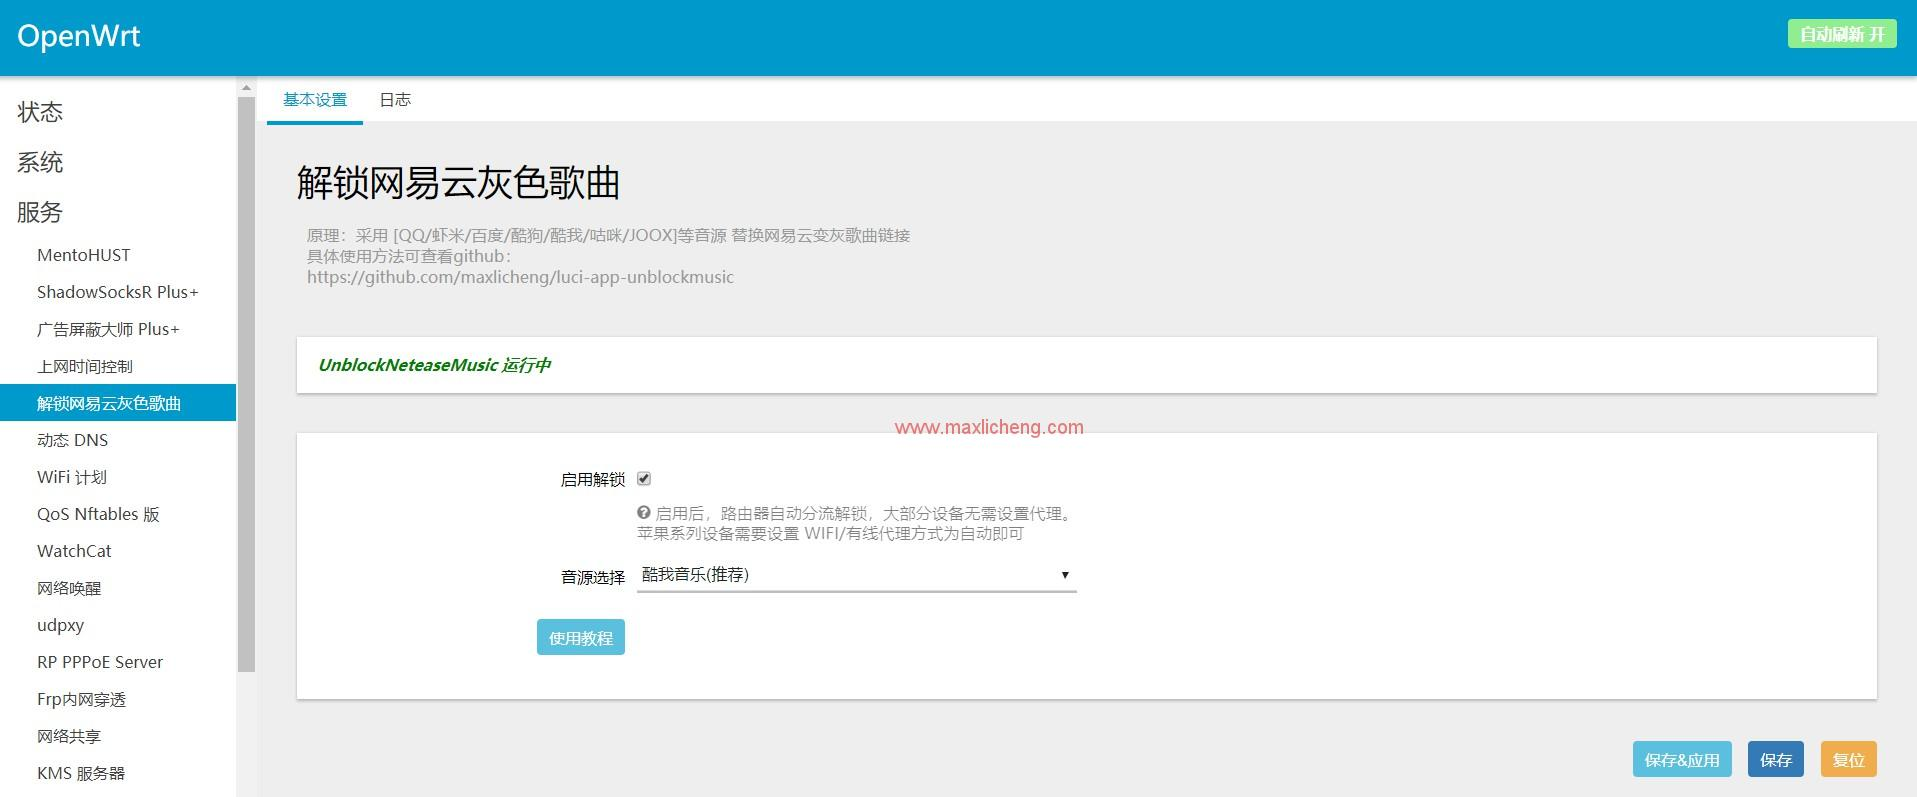 OpenWrt
自动刷新 开
状态
系统
服务
MentoHUST
ShadowSocksR Plus+
广告屏蔽大师 Plus+
上网时间控制
解锁网易云灰色歌曲
动态 DNS
WiFi 计划
QoS Nftables 版
WatchCat
网络唤醒
udpxy
RP PPPoE Server
Frp内网穿透
网络共享
KMS 服务器
基本设置
日志
解锁网易云灰色歌曲
原理：采用 [QQ/虾米/百度/酷狗/酷我/咕咪/JOOX]等音源 替换网易云变灰歌曲链接
具体使用方法可查看github：
https://github.com/maxlicheng/luci-app-unblockmusic
UnblockNeteaseMusic 运行中
www.maxlicheng.com
启用解锁
启用后，路由器自动分流解锁，大部分设备无需设置代理。
苹果系列设备需要设置 WIFI/有线代理方式为自动即可
音源选择 酷我音乐(推荐)
使用教程
保存&应用
保存
复位